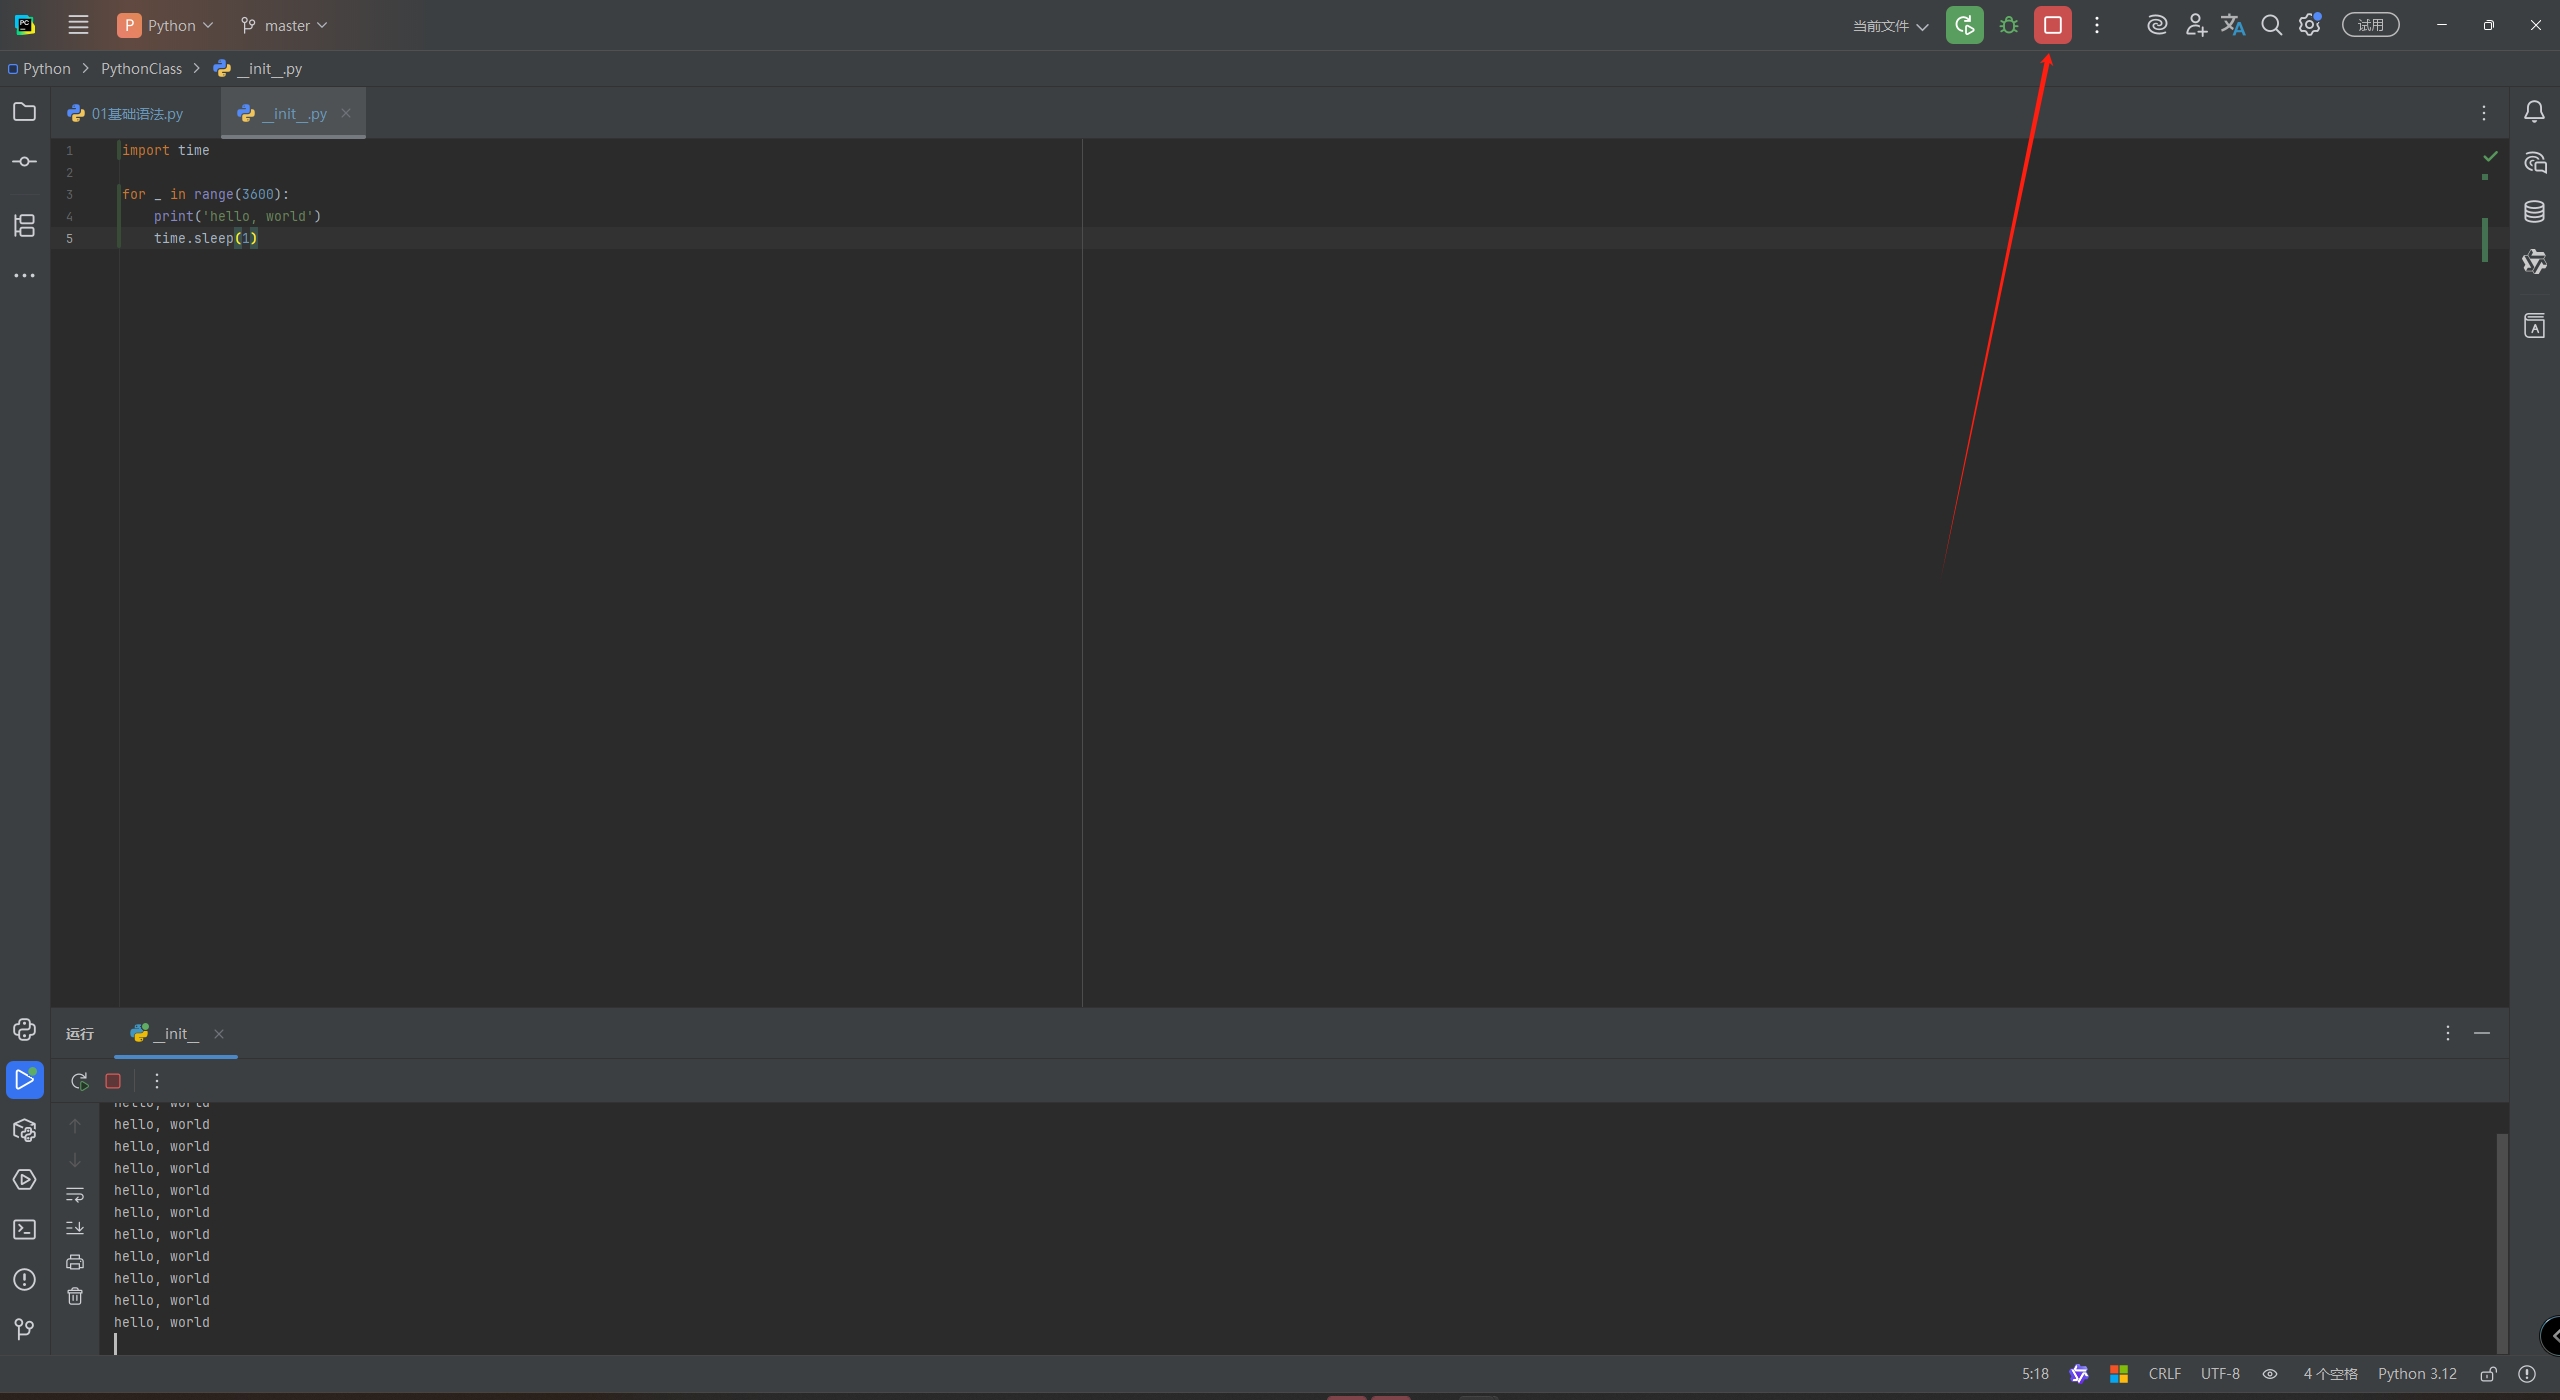 P Python master 当前文件 试用
Python > PythonClass > __init__.py
01基础语法.py __init__.py
1 import time
2
3 for _ in range(3600):
4 print('hello, world')
5 time.sleep(1)
运行 __init__
hello, world
hello, world
hello, world
hello, world
hello, world
hello, world
hello, world
hello, world
hello, world
hello, world
hello, world
5:18 CRLF UTF-8 4 个空格 Python 3.12